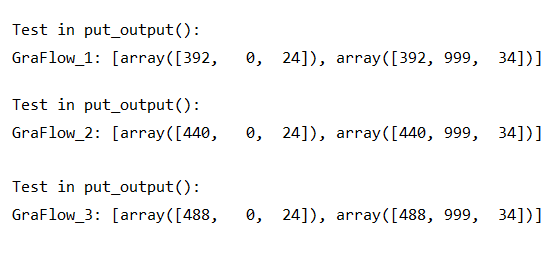 Test in put_output():
GraFlow_1: [array([392,   0,  24]), array([392, 999,  34])]
Test in put_output():
GraFlow_2: [array([440,   0,  24]), array([440, 999,  34])]
Test in put_output():
GraFlow_3: [array([488,   0,  24]), array([488, 999,  34])]